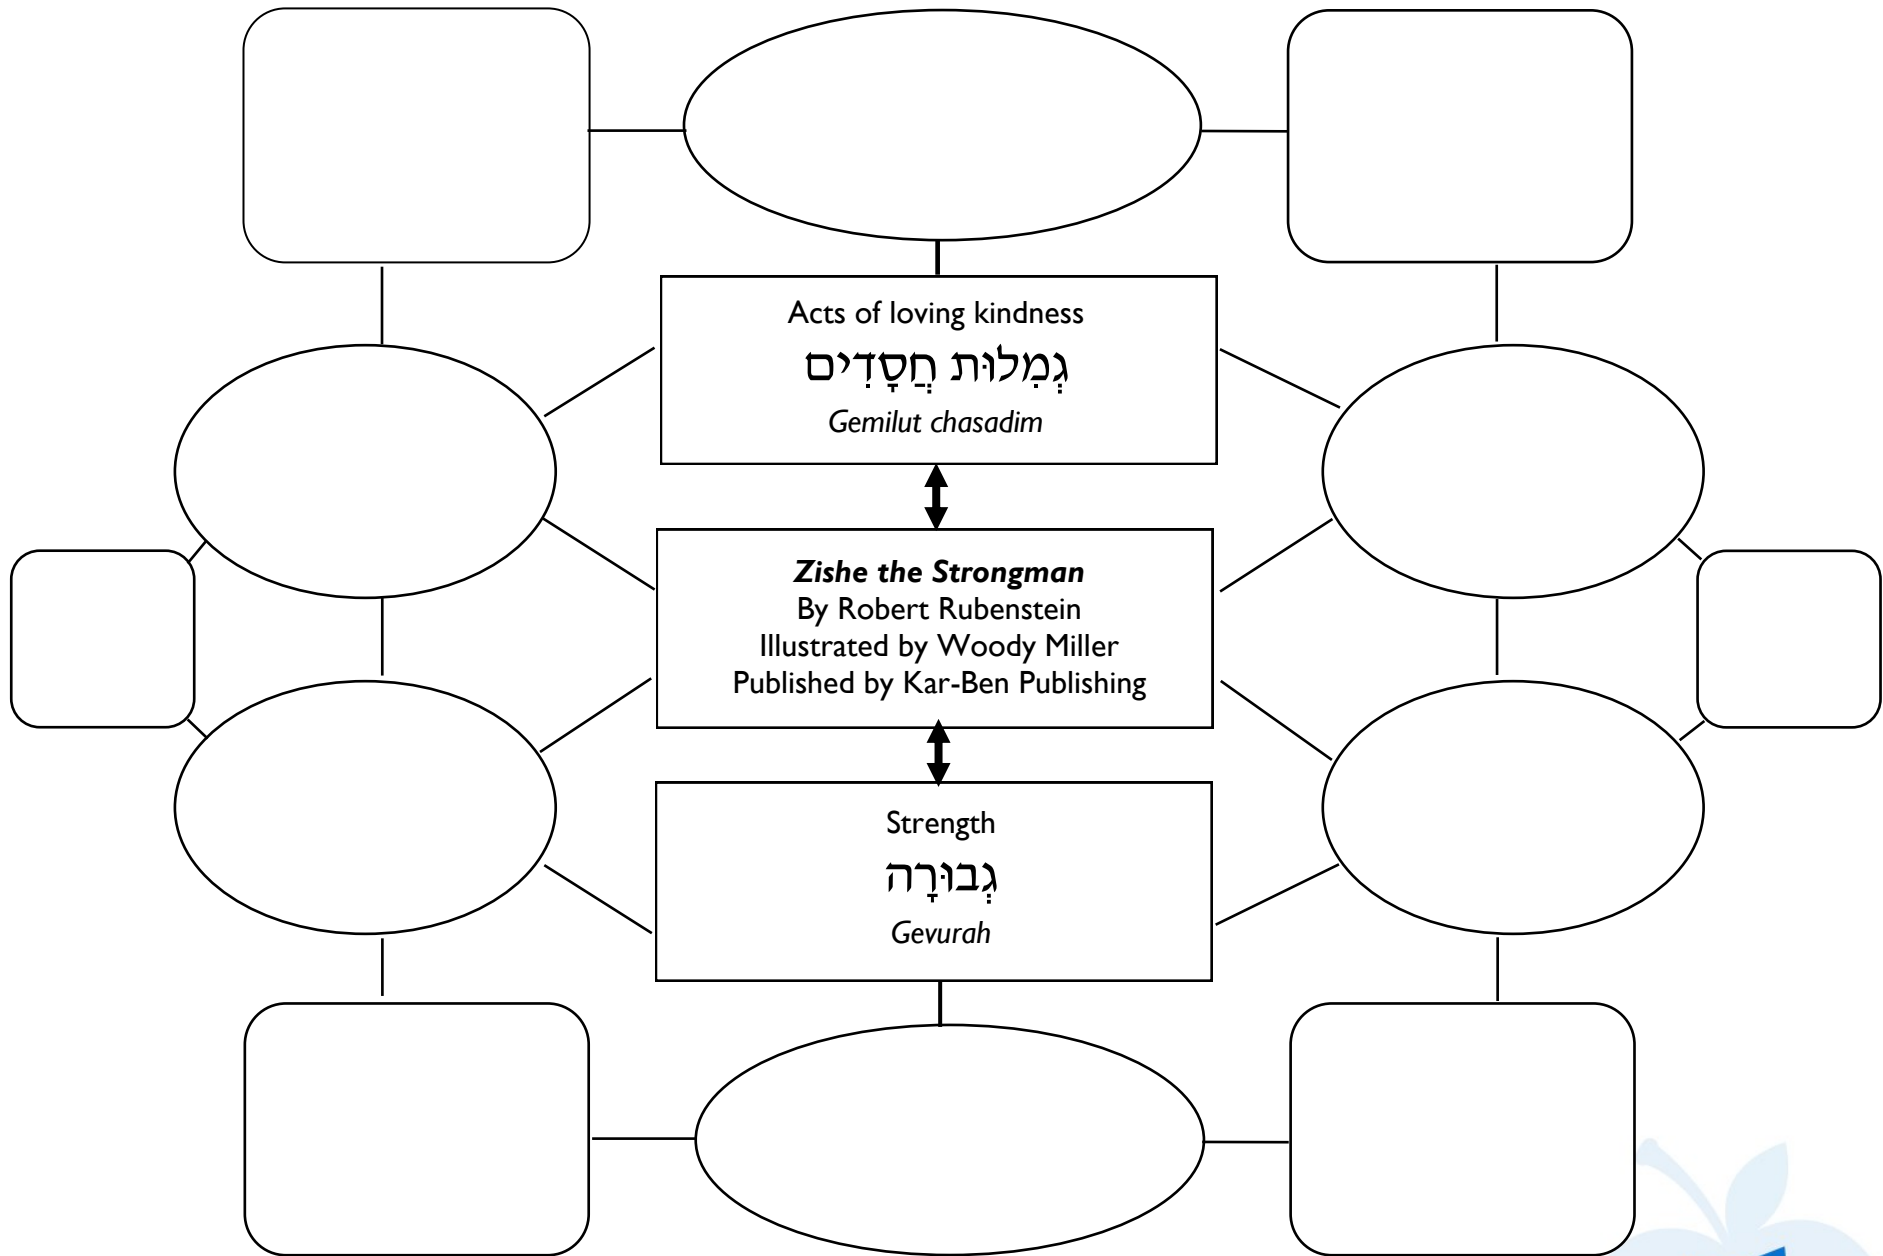 Acts of loving kindness
גְּמִלוּת חֲסָדִים
Gemilut chasadim
Zishe the Strongman
By Robert Rubenstein
Illustrated by Woody Miller
Published by Kar-Ben Publishing
Strength
גְּבוּרָה
Gevurah